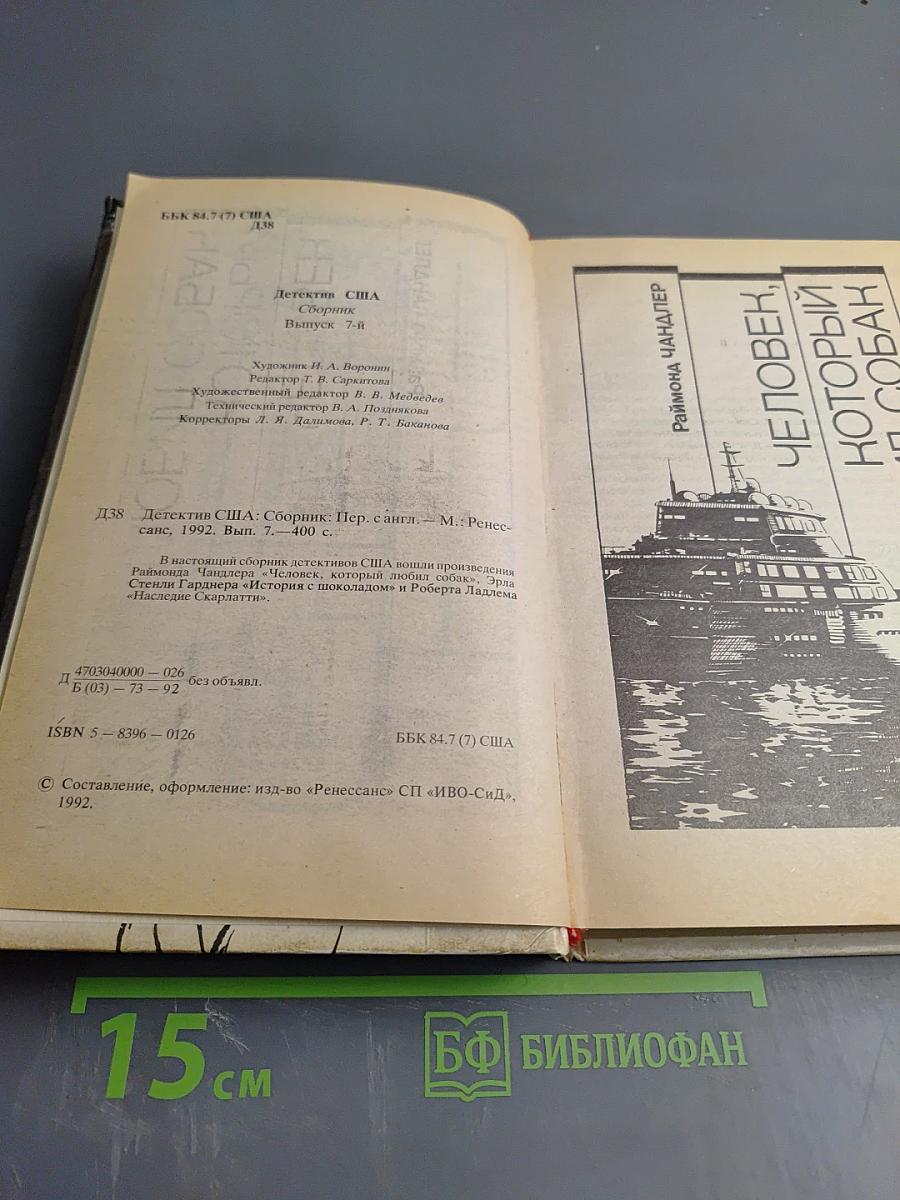 ББК 84.7 (7) США
Д38
Детектив США
Сборник
Выпуск 7-й
Художник И. А. Воронин
Редактор Т. В. Саркитова
Художественный редактор В. В. Медведев
Технический редактор В. А. Позднякова
Корректоры Л. Я. Далимова, Р. Т. Баканова
Д38 Детектив США: Сборник: Пер. с англ. — М.: Ренес-
санс, 1992. Вып. 7.—400 с.
В настоящий сборник детективов США вошли произведения
Раймонда Чандлера «Человек, который любил собак», Эрла
Стенли Гарднера «История с шоколадом» и Роберта Ладлема
«Наследие Скарлатти».
Д 4703040000 — 026 без объявл.
Б (03) — 73 — 92
ISBN 5 — 8396 — 0126
ББК 84.7 (7) США
© Составление, оформление: изд-во «Ренессанс» СП «ИВО-СиД»,
1992.
Раймонд ЧАНДЛЕР
ЧЕЛОВЕК,
КОТОРЫЙ
СОБАК
15 см
БФ БИБЛИОФАН